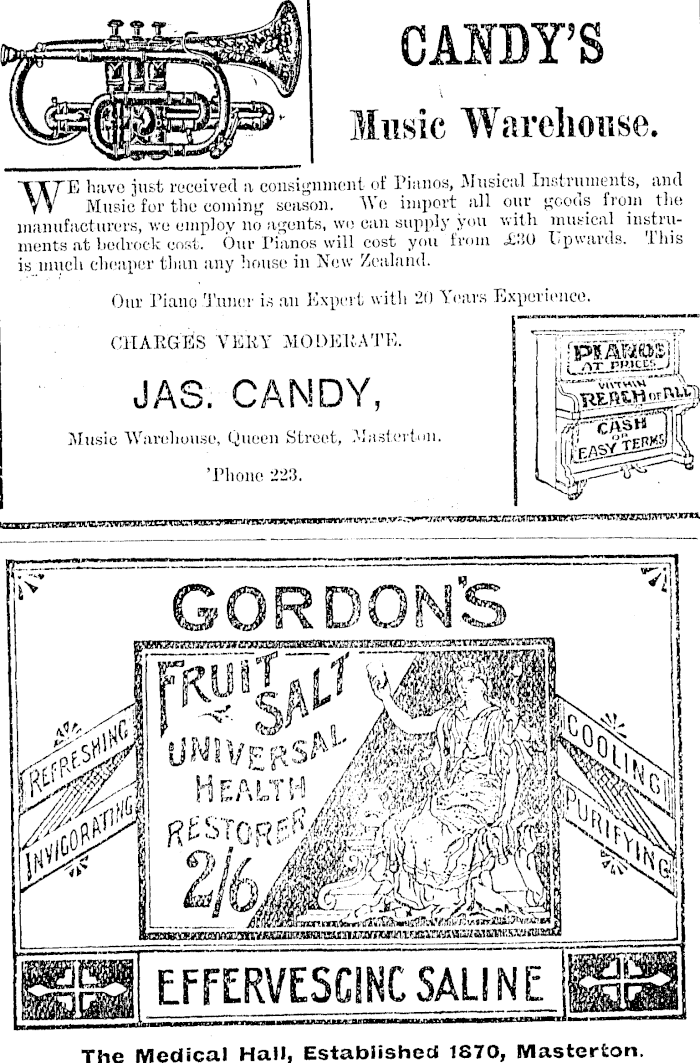 CANDY'S
Music Warehouse.
WE have just received a consignment of Pianos, Musical Instruments, and
Music for the coming season. We import all our goods from the
manufacturers, we employ no agents, we can supply you with musical instru-
ments at bedrock cost. Our Pianos will cost you from £30 Upwards. This
is much cheaper than any house in New Zealand.
Our Piano Tuner is an Expert with 20 Years Experience.
CHARGES VERY MODERATE.
JAS. CANDY,
Music Warehouse, Queen Street, Masterton.
'Phone 223.
PIANOS
AT PRICES
WITHIN
REACH OF ALL
CASH
OR
EASY TERMS
GORDON'S
FRUIT
SALT
UNIVERSAL
HEALTH
RESTORER
2/6
REFRESHING
INVIGORATING
COOLING
PURIFYING
EFFERVESCINC SALINE
The Medical Hall, Established 1870, Masterton.